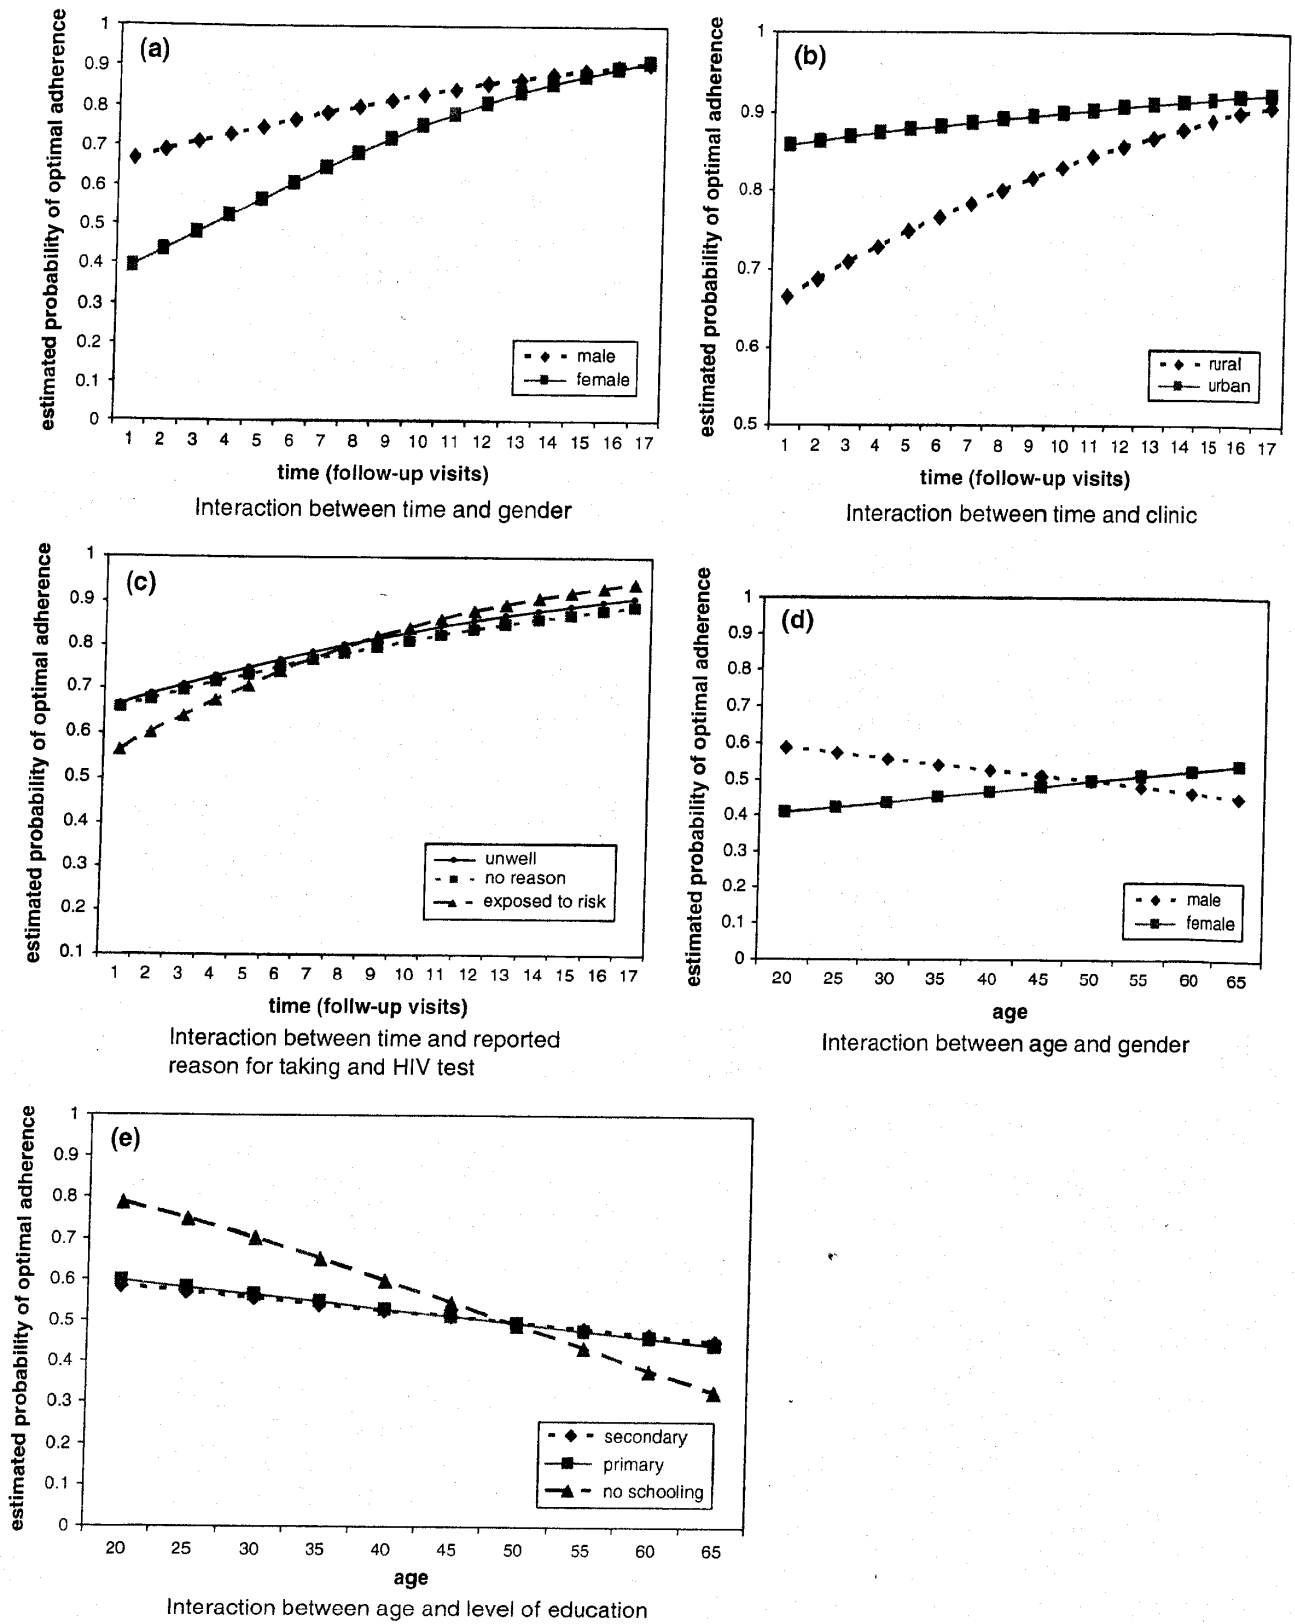 (a)
estimated probability of optimal adherence
1
0.9
0.8
0.7
0.6
0.5
0.4
0.3
0.2
0.1
0
male
female
1 2 3 4 5 6 7 8 9 10 11 12 13 14 15 16 17
time (follow-up visits)
Interaction between time and gender
(b)
estimated probability of optimal adherence
1
0.9
0.8
0.7
0.6
0.5
rural
urban
1 2 3 4 5 6 7 8 9 10 11 12 13 14 15 16 17
time (follow-up visits)
Interaction between time and clinic
(c)
estimated probability of optimal adherence
1
0.9
0.8
0.7
0.6
0.5
0.4
0.3
0.2
0.1
unwell
no reason
exposed to risk
1 2 3 4 5 6 7 8 9 10 11 12 13 14 15 16 17
time (follw-up visits)
Interaction between time and reported
reason for taking and HIV test
(d)
estimated probability of optimal adherence
1
0.9
0.8
0.7
0.6
0.5
0.4
0.3
0.2
0.1
0
male
female
20 25 30 35 40 45 50 55 60 65
age
Interaction between age and gender
(e)
estimated probability of optimal adherence
1
0.9
0.8
0.7
0.6
0.5
0.4
0.3
0.2
0.1
0
secondary
primary
no schooling
20 25 30 35 40 45 50 55 60 65
age
Interaction between age and level of education